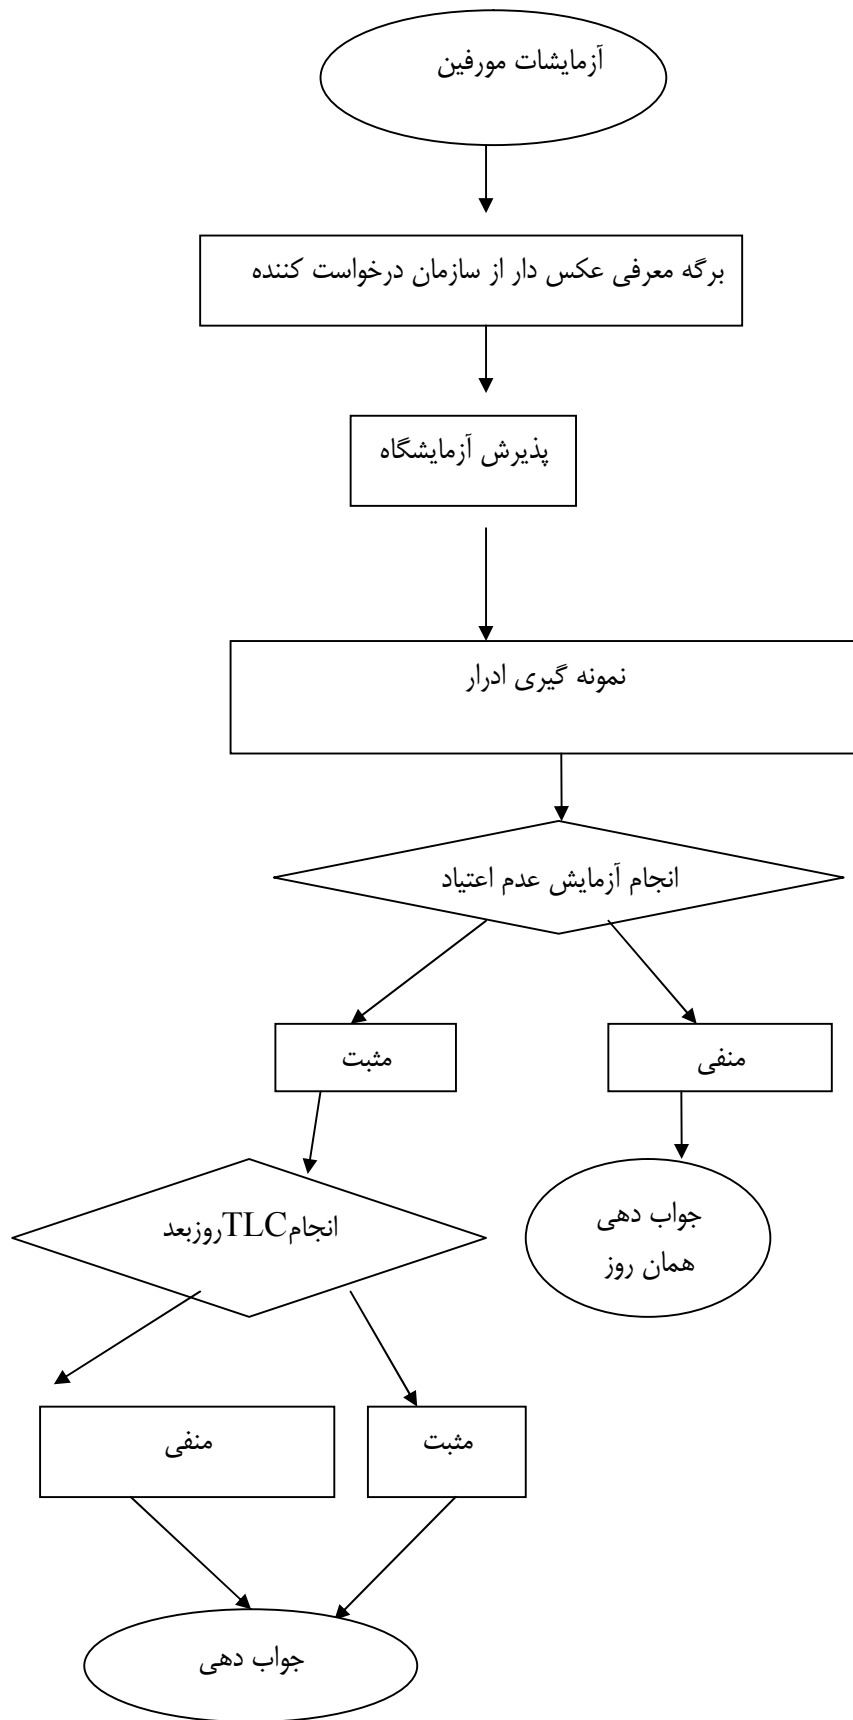 آزمایشات مورفین
برگه معرفی عکس دار از سازمان درخواست کننده
پذیرش آزمایشگاه
نمونه گیری ادرار
انجام آزمایش عدم اعتیاد
مثبت
منفی
انجامTLCروزبعد
جواب دهی
همان روز
منفی
مثبت
جواب دهی